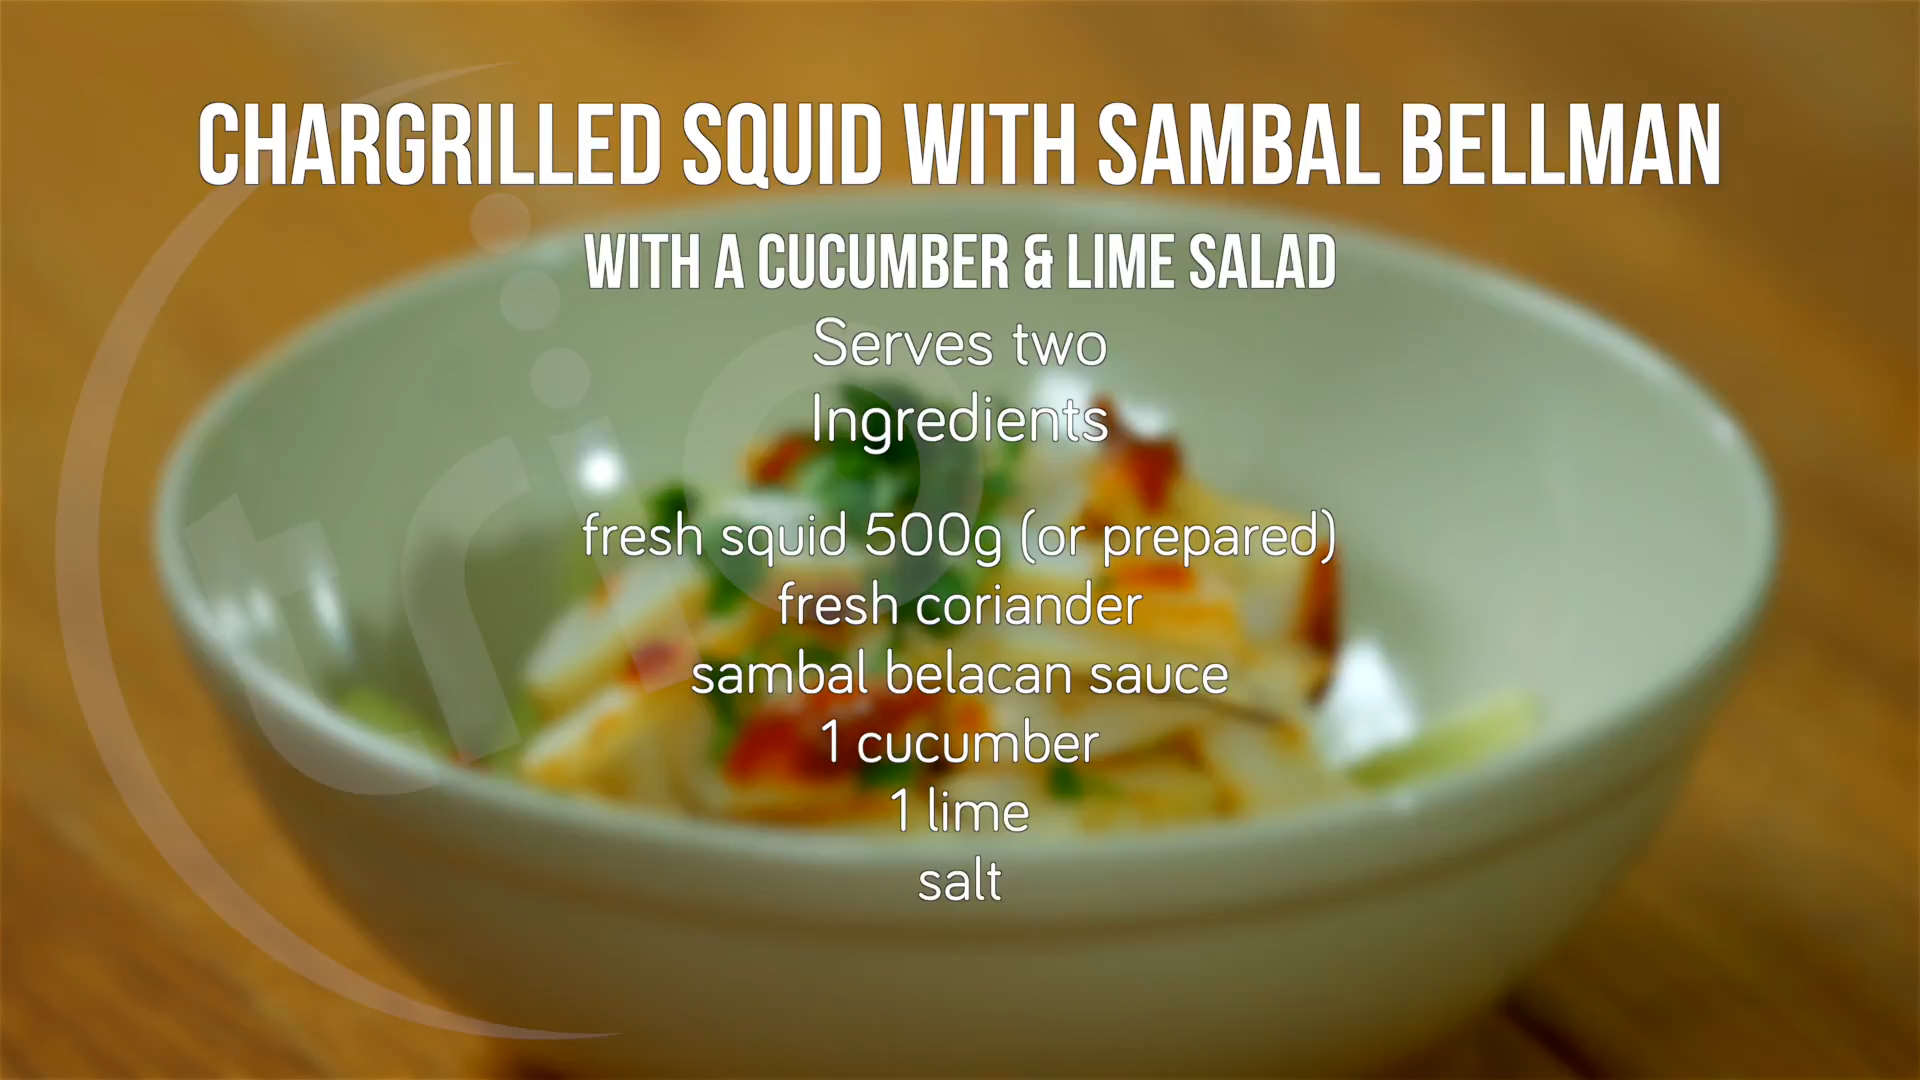 CHARGRILLED SQUID WITH SAMBAL BELLMAN
WITH A CUCUMBER & LIME SALAD
Serves two
Ingredients
fresh squid 500g (or prepared)
fresh coriander
sambal belacan sauce
1 cucumber
1 lime
salt
trio